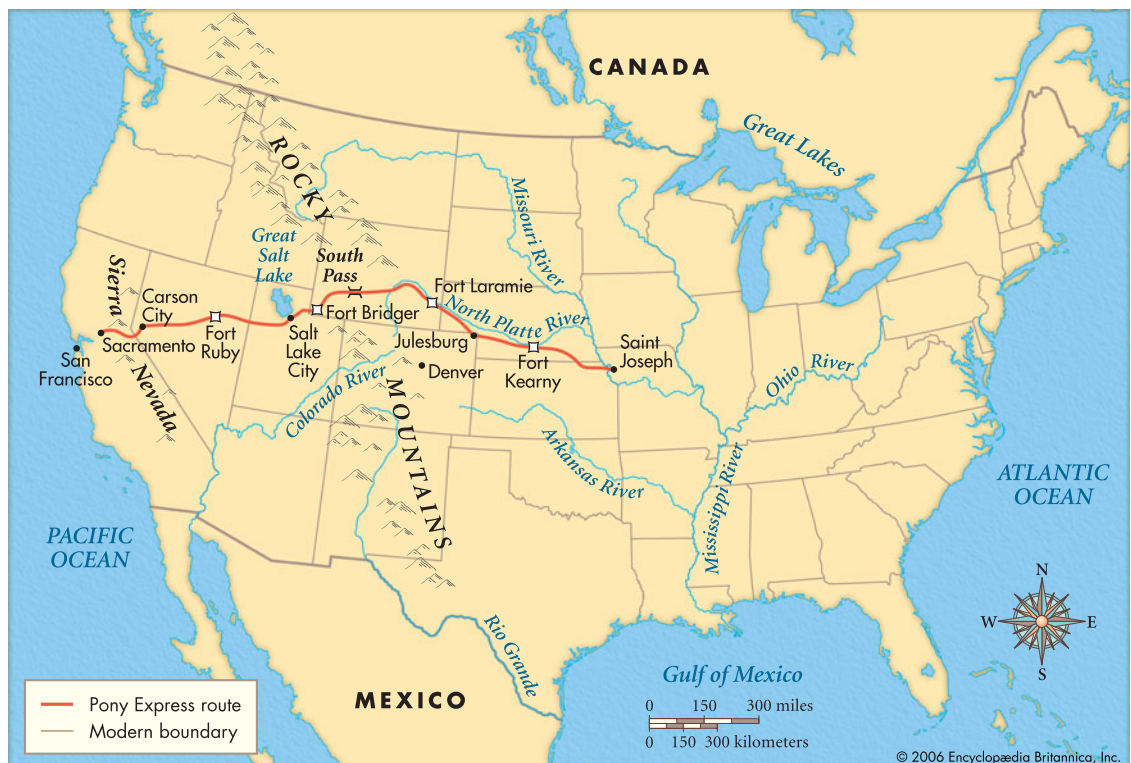 CANADA
Great Lakes
ROCKY
Missouri River
Great
Salt
Lake
South
Pass
Sierra
Carson
City
Fort Laramie
Fort Bridger
North Platte River
Fort
Ruby
Salt
Lake
City
Sacramento
San
Francisco
Julesburg
Denver
Fort
Kearny
Saint
Joseph
Nevada
Colorado River
MOUNTAINS
Ohio River
Arkansas River
Mississippi River
ATLANTIC
OCEAN
PACIFIC
OCEAN
N
W
E
S
Rio Grande
Gulf of Mexico
MEXICO
Pony Express route
Modern boundary
0 150 300 miles
0 150 300 kilometers
© 2006 Encyclopædia Britannica, Inc.